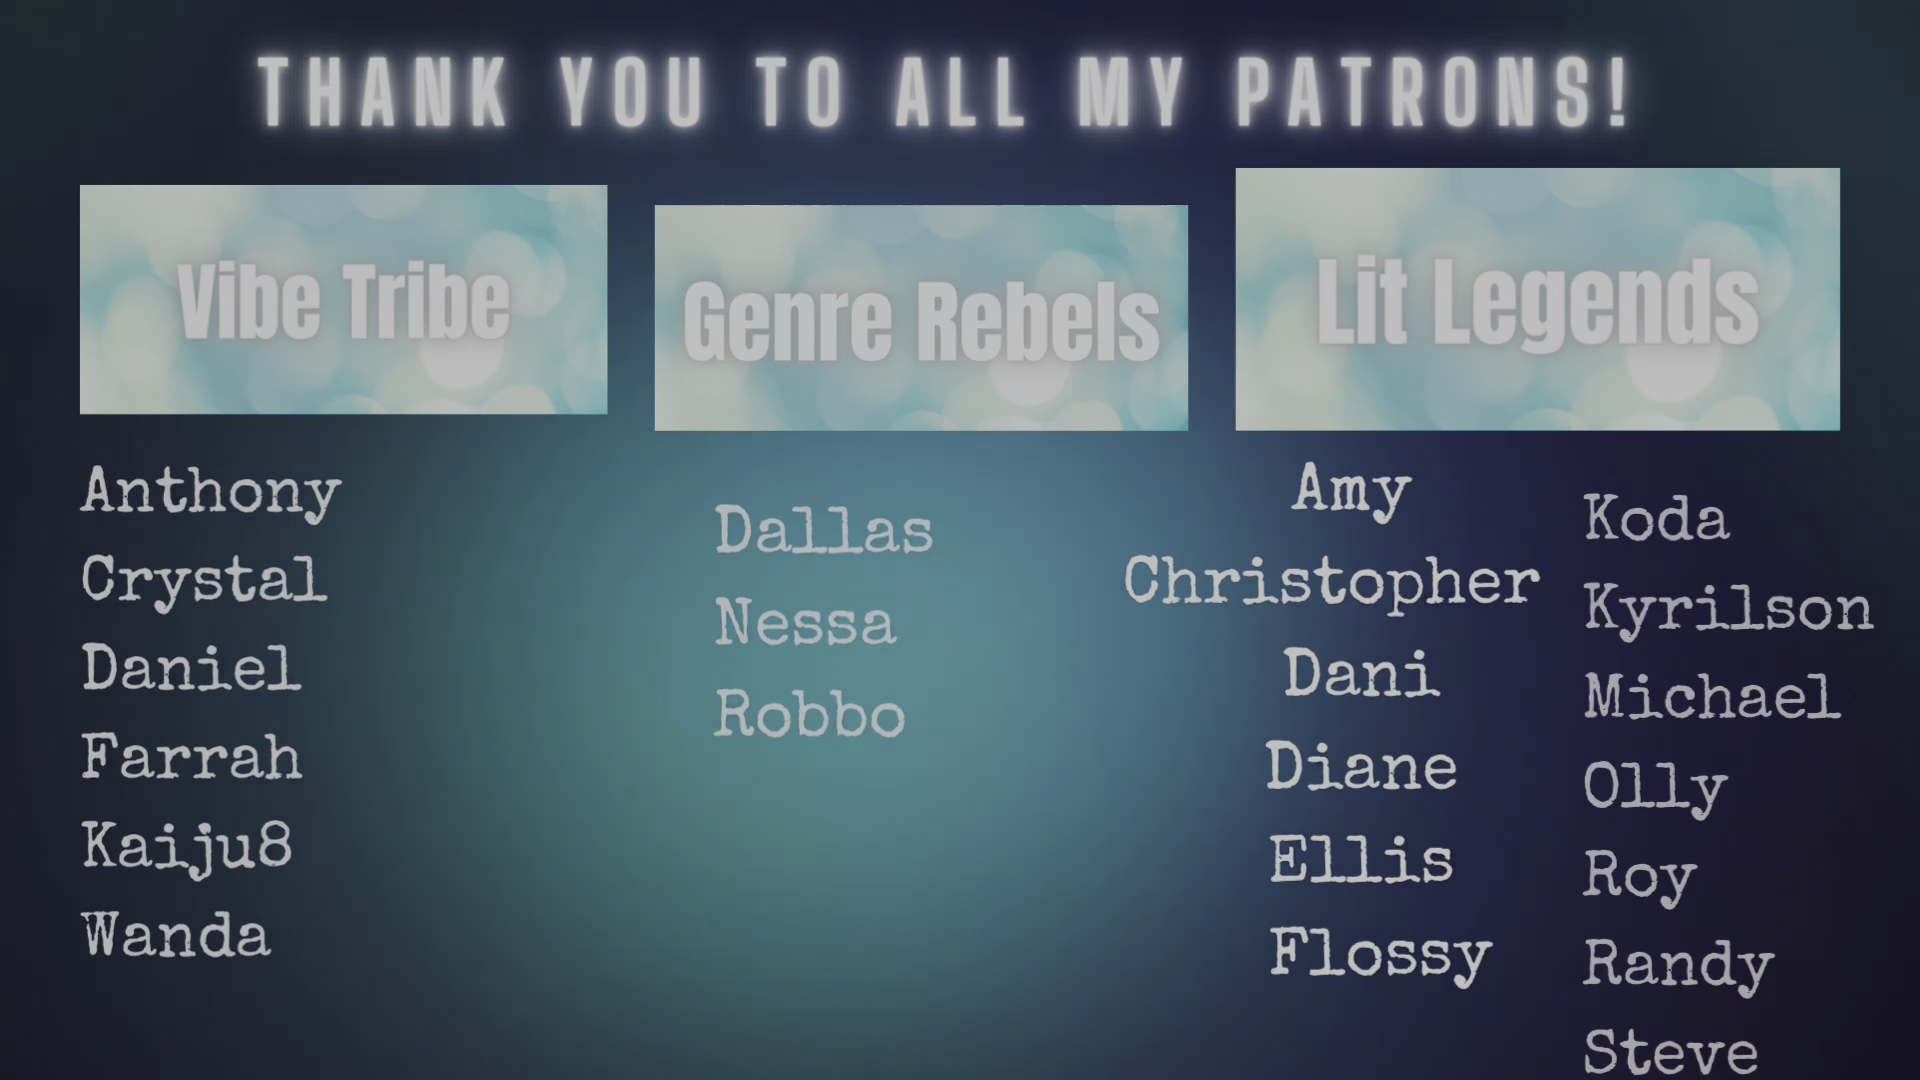 THANK YOU TO ALL MY PATRONS!
Vibe Tribe
Anthony
Crystal
Daniel
Farrah
Kaiju8
Wanda
Genre Rebels
Dallas
Nessa
Robbo
Lit Legends
Amy
Christopher
Dani
Diane
Ellis
Flossy
Koda
Kyrilson
Michael
Olly
Roy
Randy
Steve